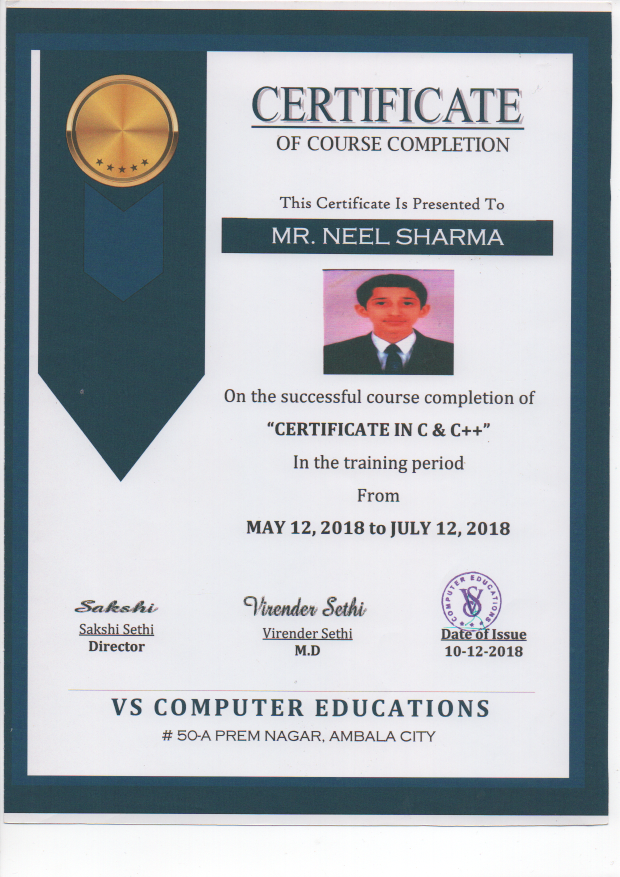 CERTIFICATE
OF COURSE COMPLETION
This Certificate Is Presented To
MR. NEEL SHARMA
On the successful course completion of
“CERTIFICATE IN C & C++”
In the training period
From
MAY 12, 2018 to JULY 12, 2018
Sakshi
Sakshi Sethi
Director
Virender Sethi
Virender Sethi
M.D
COMPUTER EDUCATIONS
VS
Date of Issue
10-12-2018
VS COMPUTER EDUCATIONS
# 50-A PREM NAGAR, AMBALA CITY